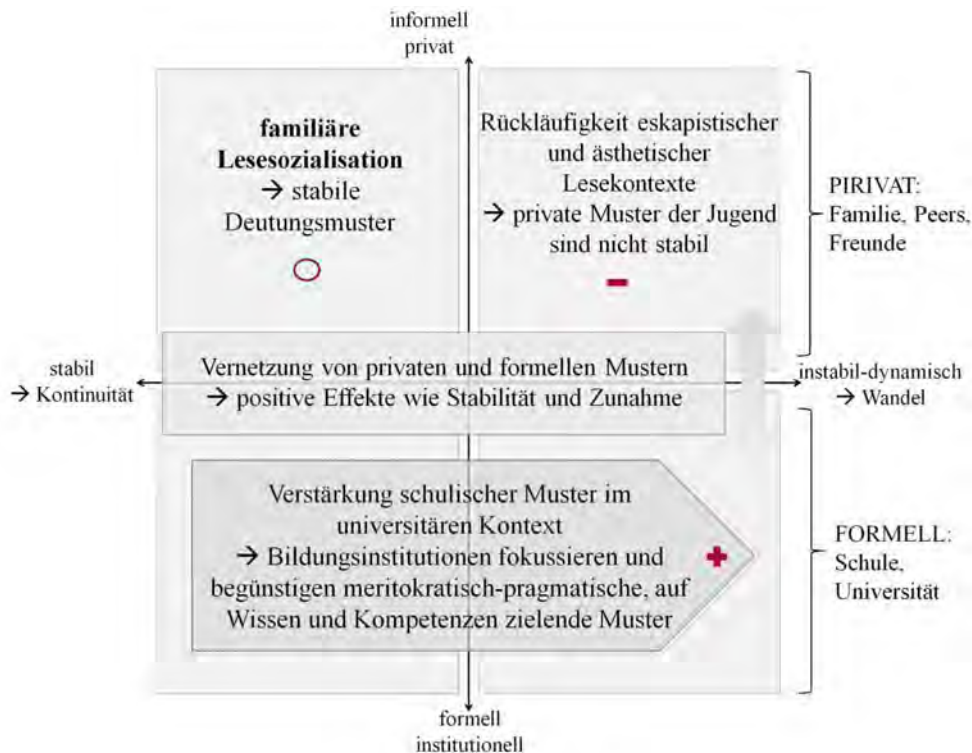 informell
privat
familiäre
Lesesozialisation
→ stabile
Deutungsmuster
Rückläufigkeit eskapistischer
und ästhetischer
Lesekontexte
→ private Muster der Jugend
sind nicht stabil
PIRIVAT:
Familie, Peers,
Freunde
stabil
→ Kontinuität
Vernetzung von privaten und formellen Mustern
→ positive Effekte wie Stabilität und Zunahme
instabil-dynamisch
→ Wandel
Verstärkung schulischer Muster im
universitären Kontext
→ Bildungsinstitutionen fokussieren und
begünstigen meritokratisch-pragmatische, auf
Wissen und Kompetenzen zielende Muster
FORMELL:
Schule,
Universität
formell
institutionell